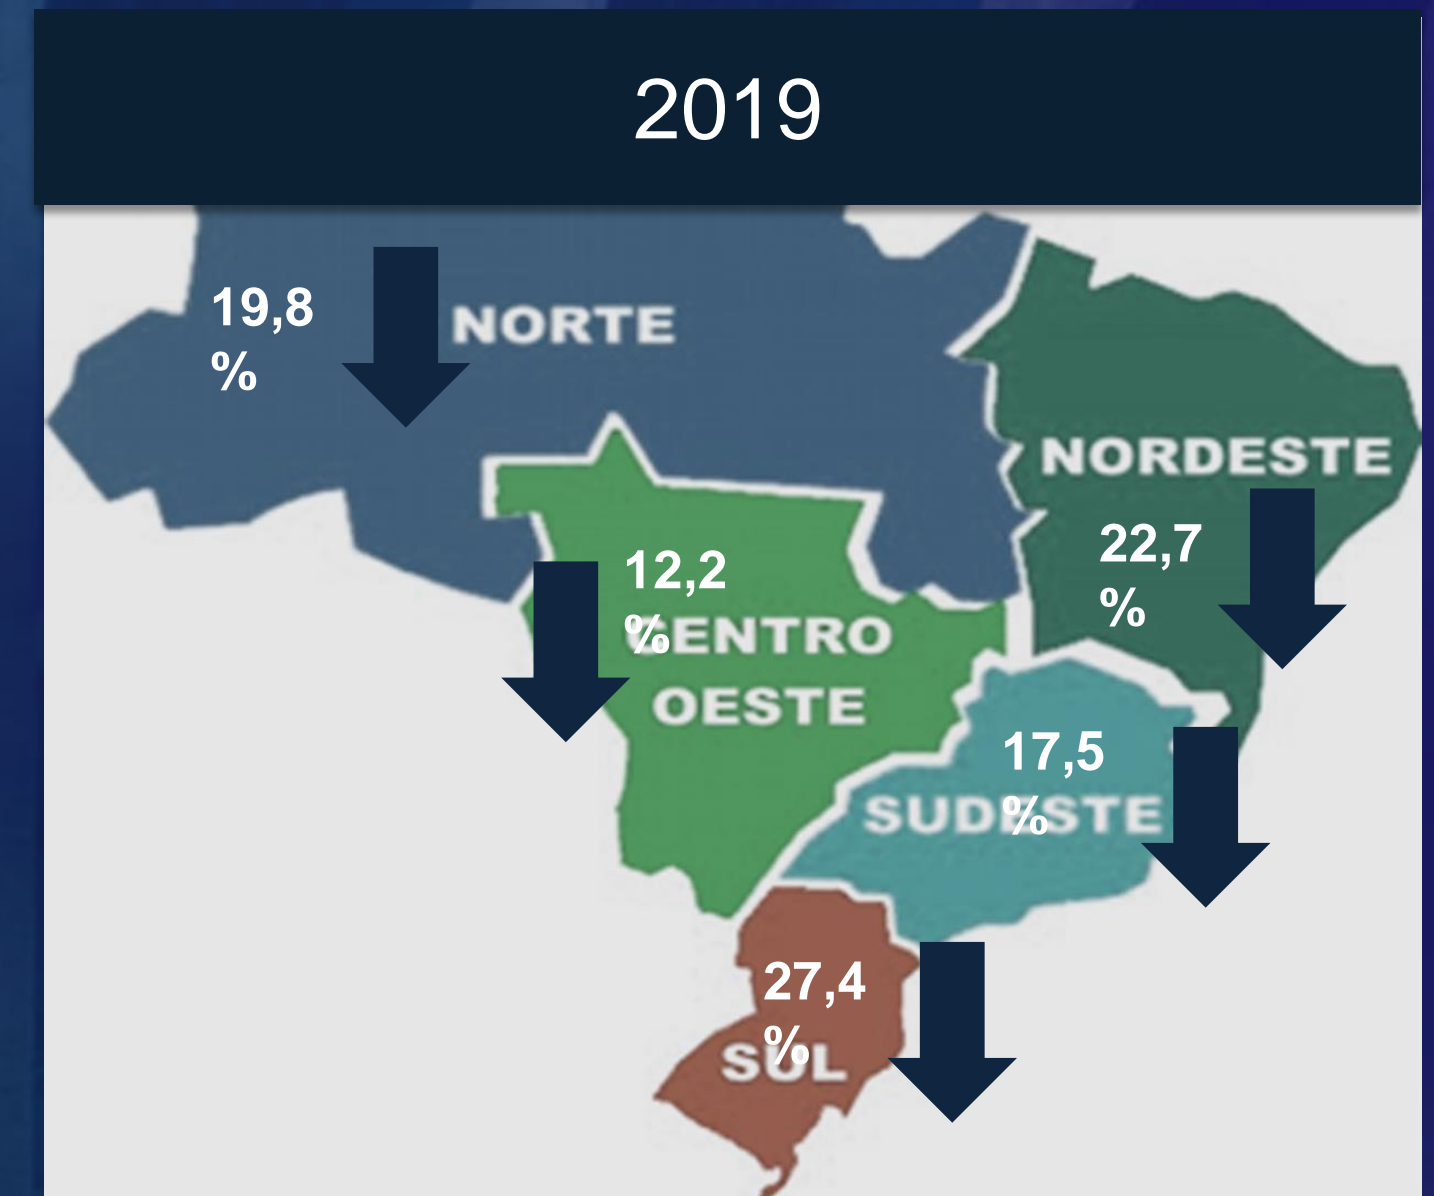 2019
19,8
%
NORTE
NORDESTE
22,7
%
12,2
%
CENTRO
OESTE
17,5
%
SUDESTE
27,4
%
SUL